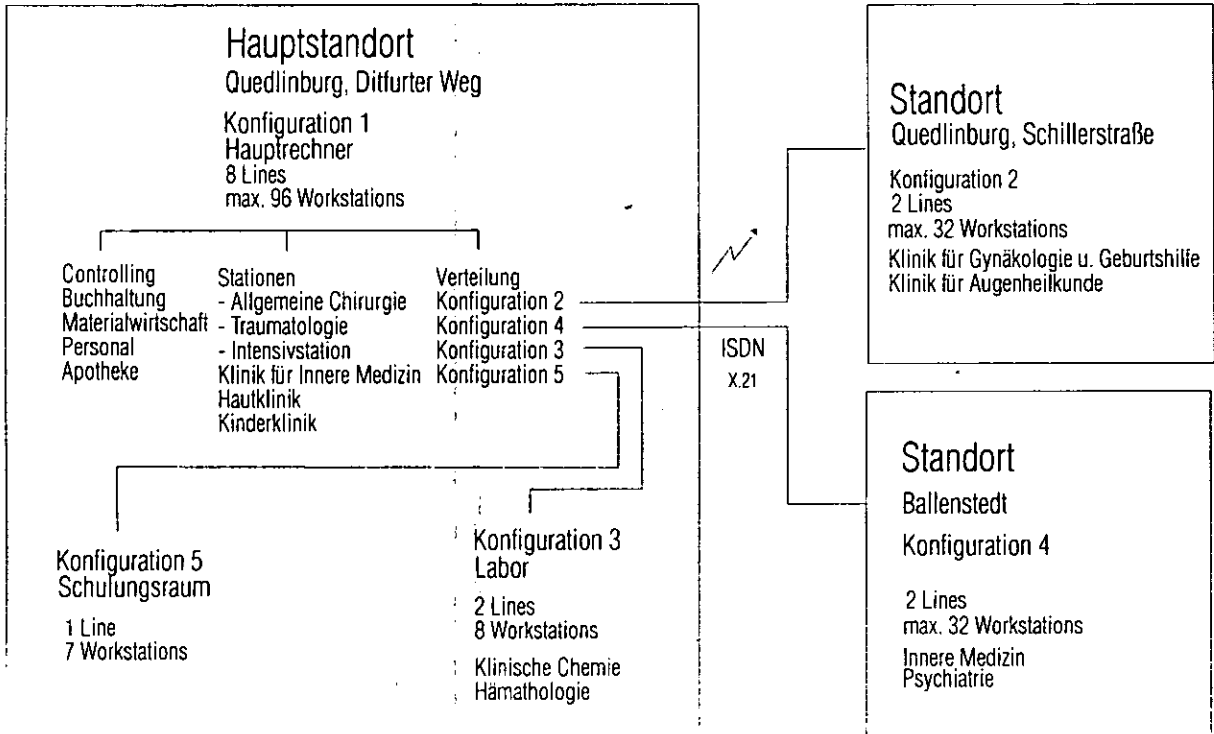 Hauptstandort
Quedlinburg, Ditfurter Weg
Konfiguration 1
Hauptrechner
8 Lines
max. 96 Workstations
Controlling
Buchhaltung
Materialwirtschaft
Personal
Apotheke
Stationen
- Allgemeine Chirurgie
- Traumatologie
- Intensivstation
Klinik für Innere Medizin
Hautklinik
Kinderklinik
Verteilung
Konfiguration 2
Konfiguration 4
Konfiguration 3
Konfiguration 5
ISDN
X.21
Konfiguration 5
Schulungsraum
1 Line
7 Workstations
Konfiguration 3
Labor
2 Lines
8 Workstations
Klinische Chemie
Hämathologie
Standort
Quedlinburg, Schillerstraße
Konfiguration 2
2 Lines
max. 32 Workstations
Klinik für Gynäkologie u. Geburtshilfe
Klinik für Augenheilkunde
Standort
Ballenstedt
Konfiguration 4
2 Lines
max. 32 Workstations
Innere Medizin
Psychiatrie